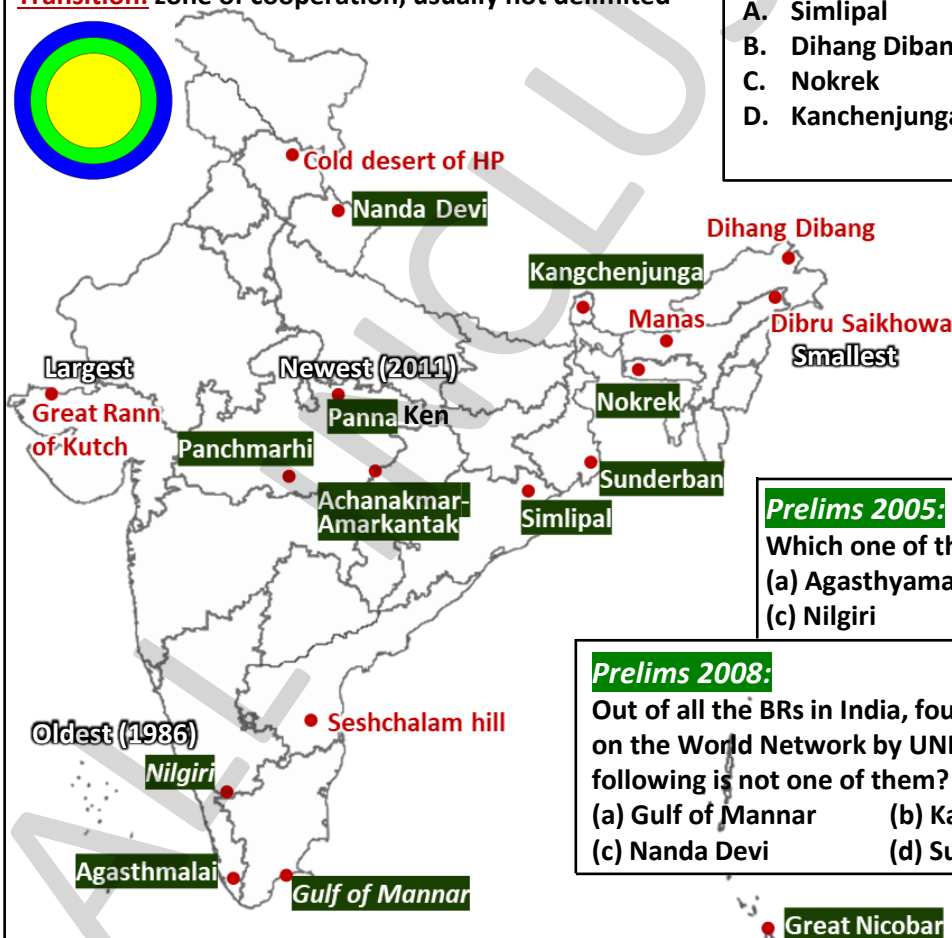 Transition: zone of cooperation, usually not delimited
A. Simlipal
B. Dihang Diban
C. Nokrek
D. Kanchenjunga
Cold desert of HP
Nanda Devi
Dihang Dibang
Kangchenjunga
Manas
Dibru Saikhowa
Smallest
Largest
Newest (2011)
Great Rann
of Kutch
Panna Ken
Nokrek
Panchmarhi
Sunderban
Achanakmar-
Amarkantak
Simlipal
Prelims 2005:
Which one of th
(a) Agasthyama
(c) Nilgiri
Prelims 2008:
Out of all the BRs in India, fou
on the World Network by UNE
following is not one of them?
(a) Gulf of Mannar (b) Ka
(c) Nanda Devi (d) Su
Seshchalam hill
Oldest (1986)
Nilgiri
Agasthmalai
Gulf of Mannar
Great Nicobar